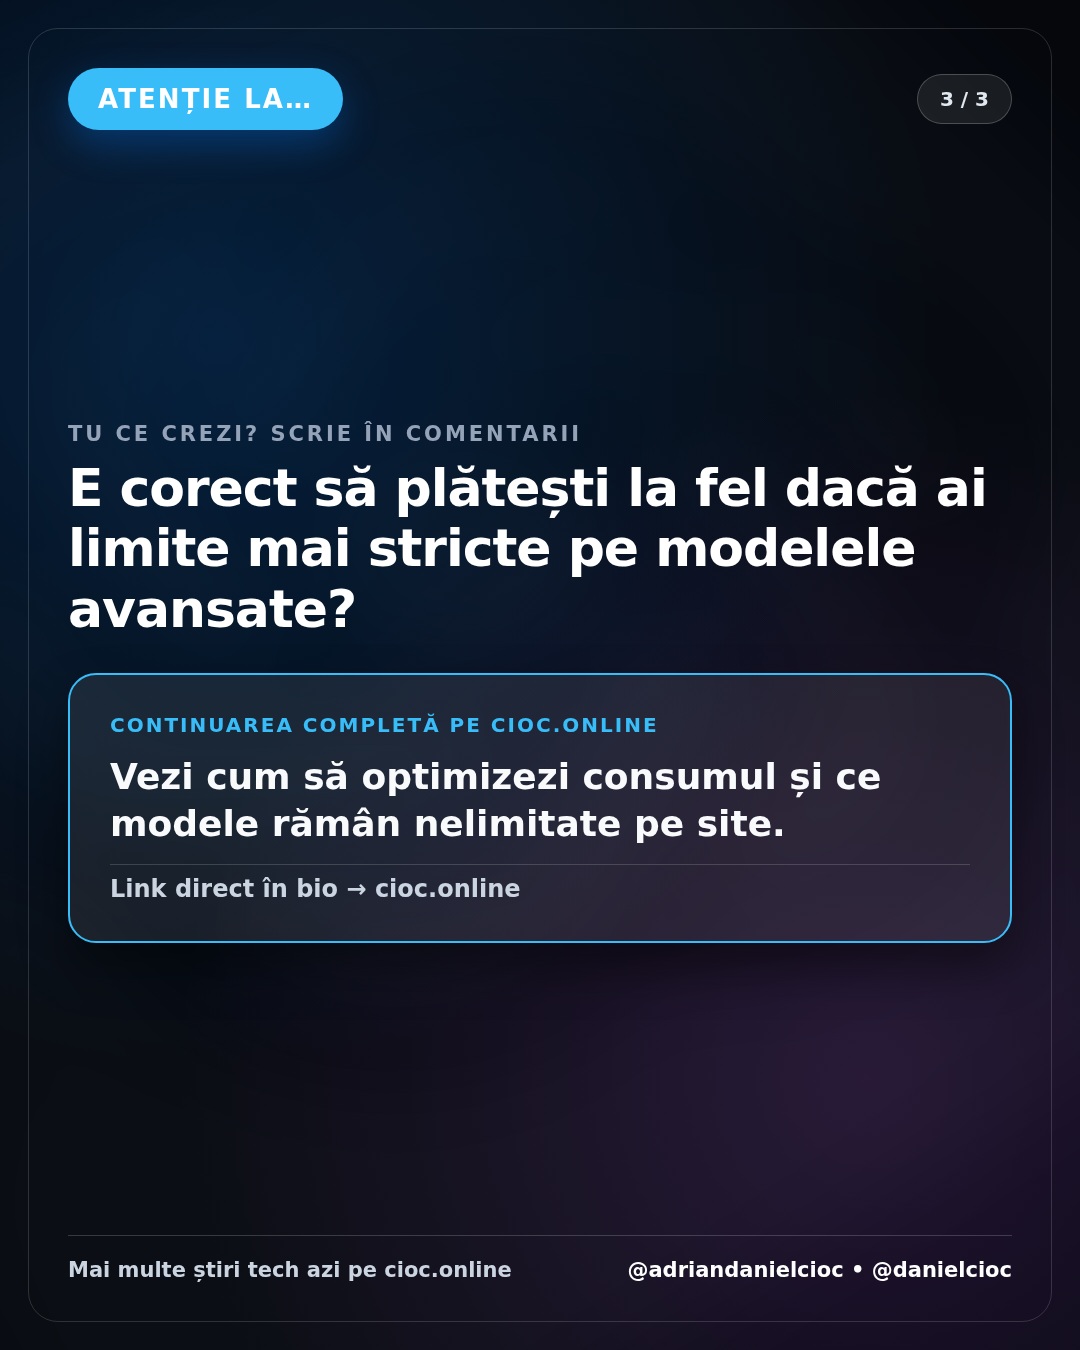 ATENȚIE LA…
3 / 3
TU CE CREZI? SCRIE ÎN COMENTARII
E corect să plătești la fel dacă ai
limite mai stricte pe modelele
avansate?
CONTINUAREA COMPLETĂ PE CIOC.ONLINE
Vezi cum să optimizezi consumul și ce
modele rămân nelimitate pe site.
Link direct în bio → cioc.online
Mai multe știri tech azi pe cioc.online
@adriandanielcioc • @danielcioc